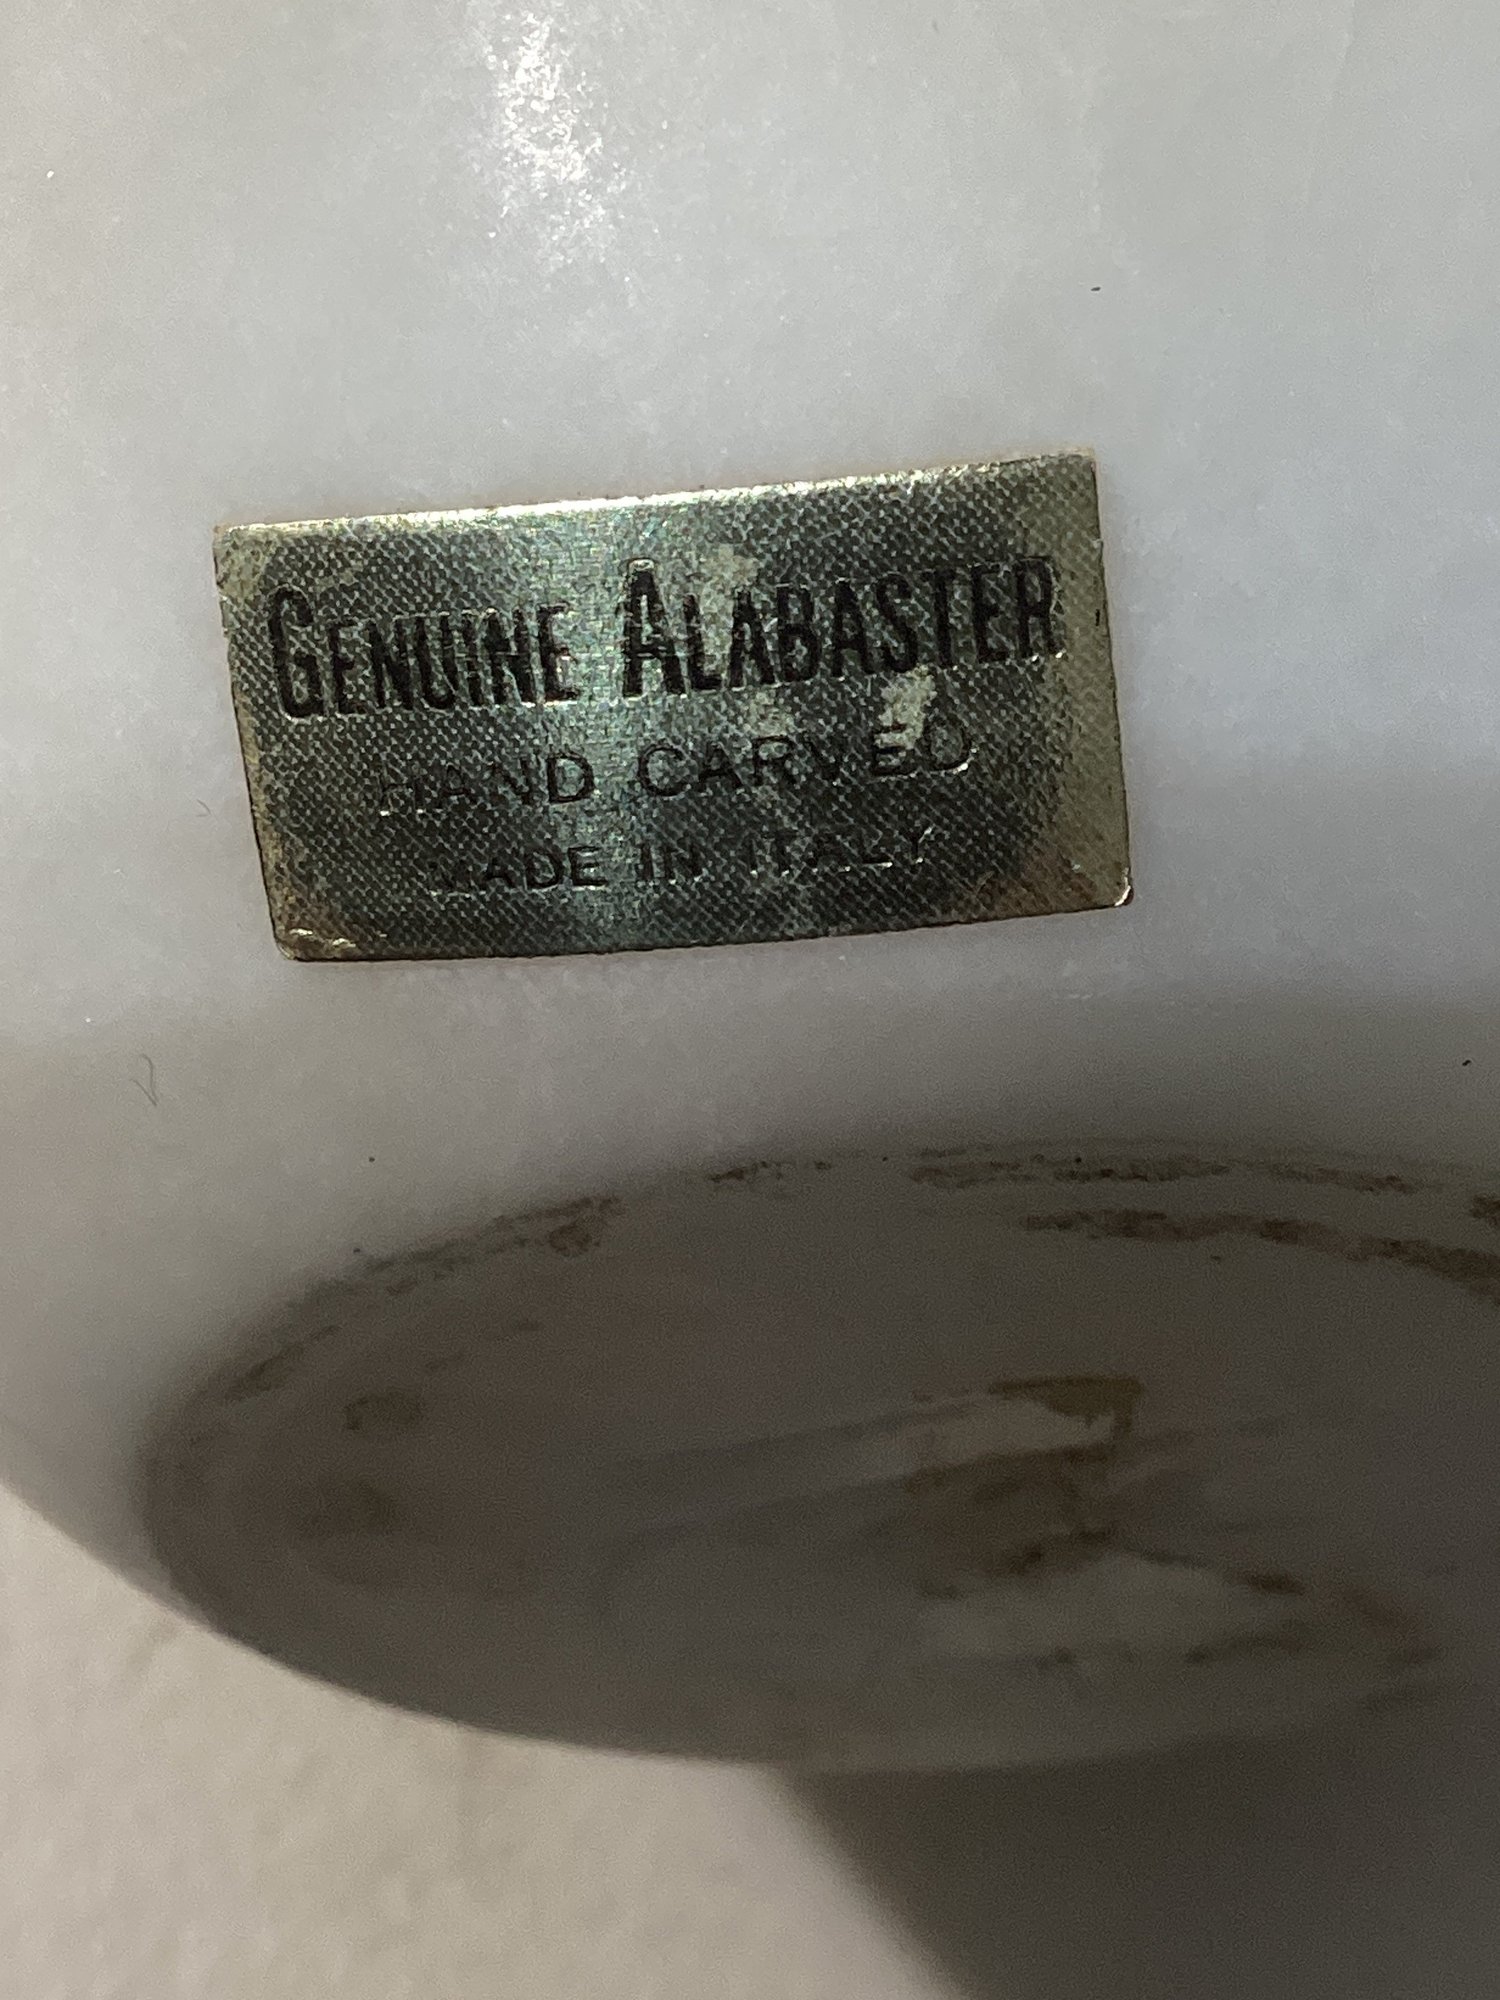 GENUINE ALABASTER
HAND CARVED
MADE IN ITALY